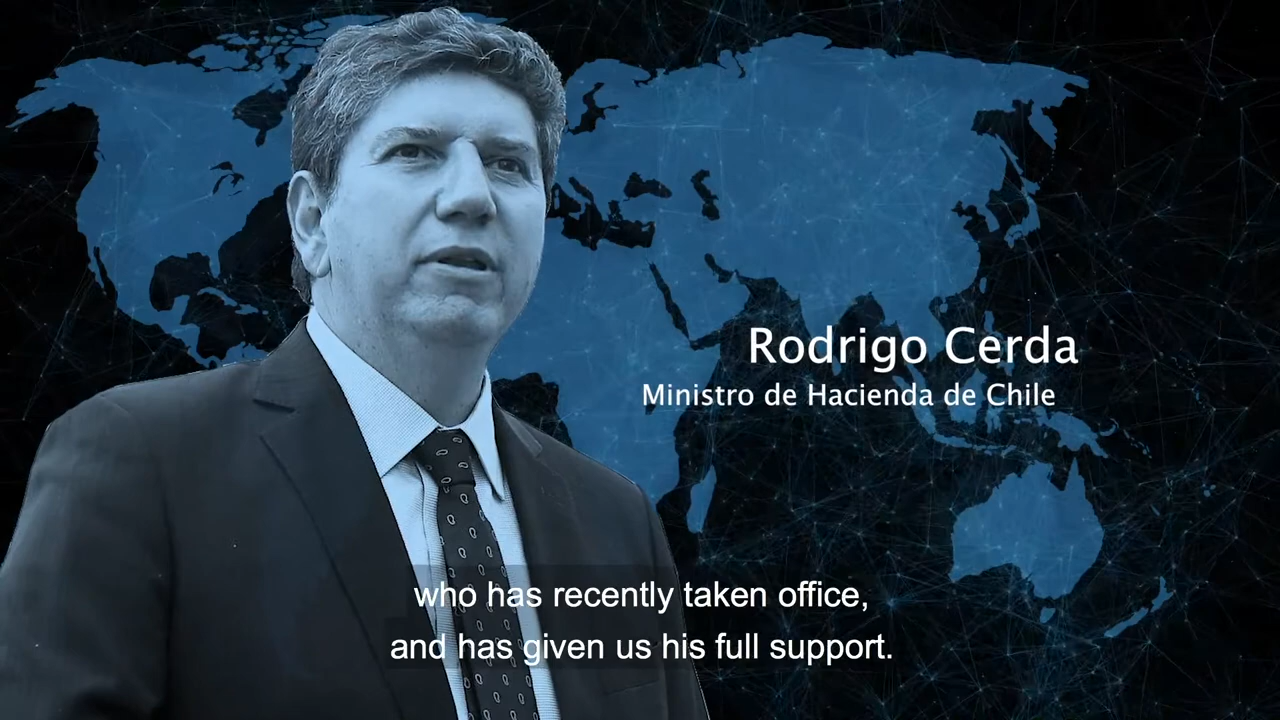 Rodrigo Cerda
Ministro de Hacienda de Chile
who has recently taken office,
and has given us his full support.